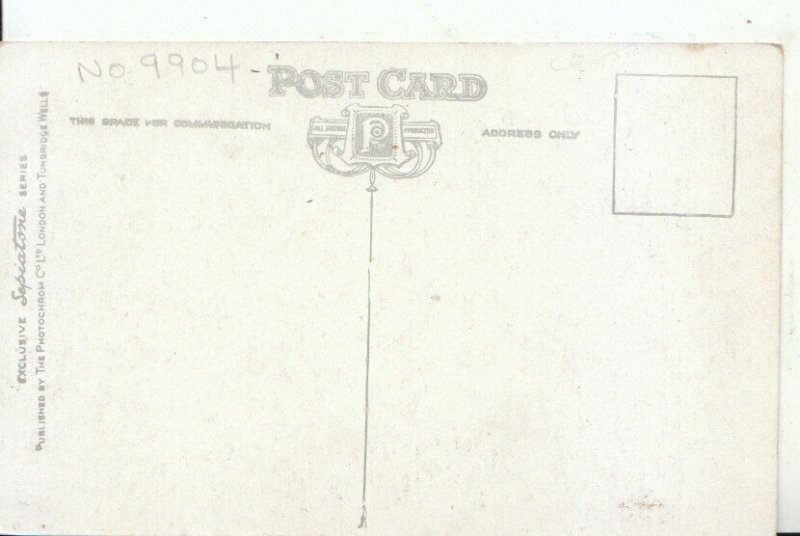 No 9904
POST CARD
THIS SPACE FOR COMMUNICATION
ADDRESS ONLY
EXCLUSIVE Sepiatone SERIES
PUBLISHED BY THE PHOTOCHROM CO LTD LONDON AND TUNBRIDGE WELLS